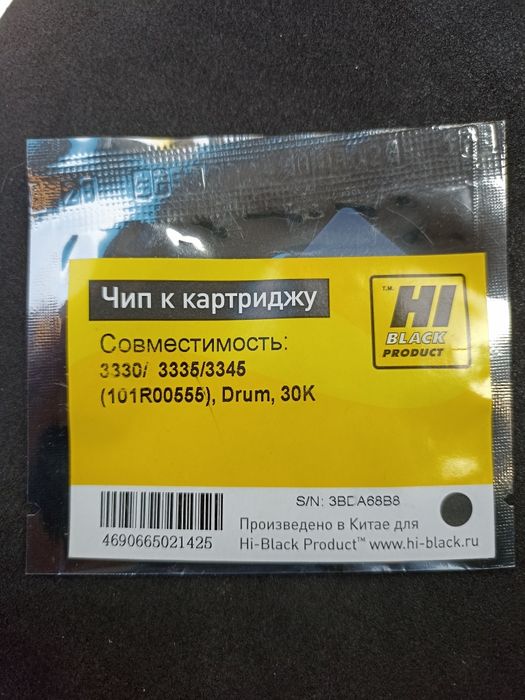 Чип к картриджу
T.M.
HI
BLACK
PRODUCT
Совместимость:
3330/ 3335/3345
(101R00555), Drum, 30K
4690665021425
S/N: 3BDA68B8
Произведено в Китае для
Hi-Black Product™ www.hi-black.ru